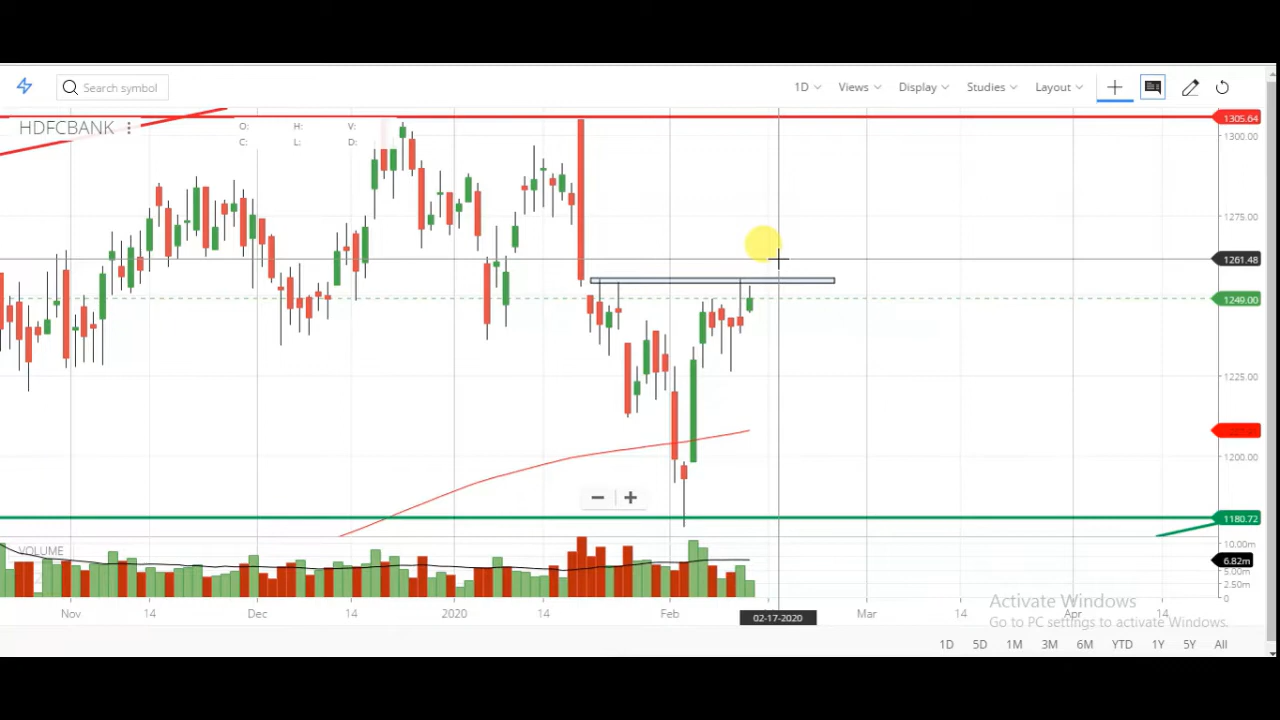 Search symbol
1D Views Display Studies Layout
HDFCBANK
O: H: V:
C: L: D:
1305.64
1300.00
1275.00
1261.48
1249.00
1225.00
1200.00
1180.72
VOLUME
10.00m
6.82m
5.00m
2.50m
0
Nov 14 Dec 14 2020 14 Feb Mar 14 Apr 14
02-17-2020
Activate Windows
Go to PC settings to activate Windows.
1D 5D 1M 3M 6M YTD 1Y 5Y All